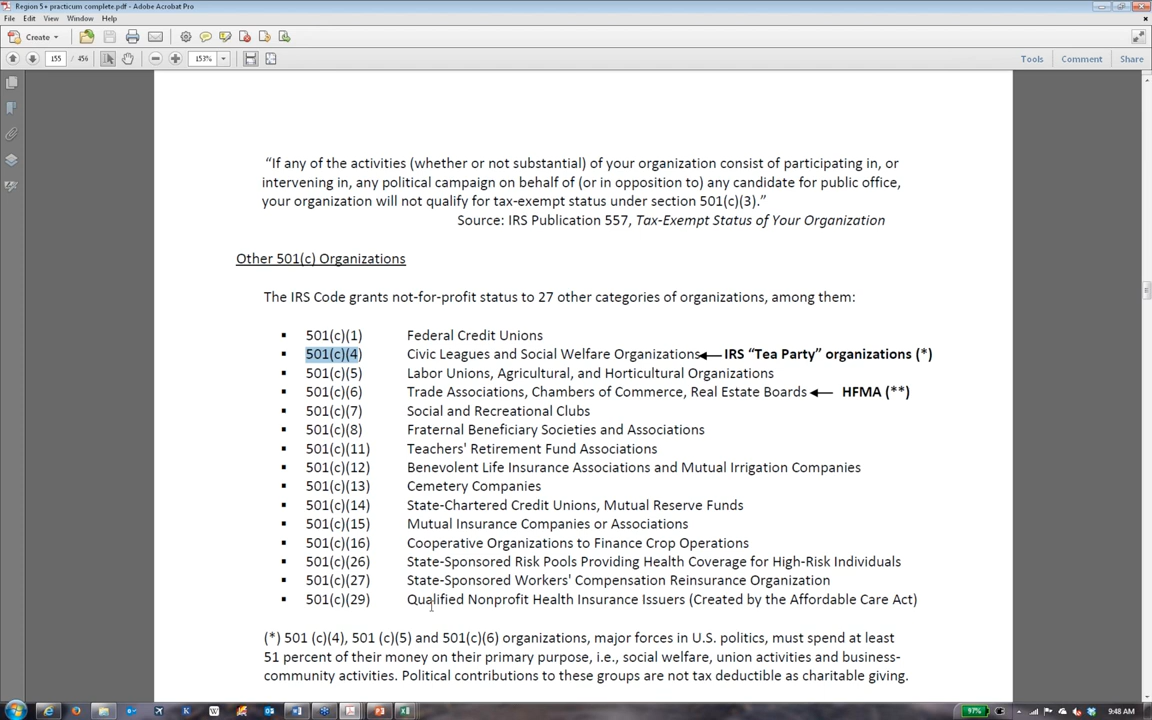 Region 5+ practicum complete.pdf - Adobe Acrobat Pro
File Edit View Window Help
Create
155 / 456 153% Tools Comment Share
“If any of the activities (whether or not substantial) of your organization consist of participating in, or
intervening in, any political campaign on behalf of (or in opposition to) any candidate for public office,
your organization will not qualify for tax-exempt status under section 501(c)(3).”
Source: IRS Publication 557, Tax-Exempt Status of Your Organization
Other 501(c) Organizations
The IRS Code grants not-for-profit status to 27 other categories of organizations, among them:
▪ 501(c)(1) Federal Credit Unions
▪ 501(c)(4) Civic Leagues and Social Welfare Organizations IRS “Tea Party” organizations (*)
▪ 501(c)(5) Labor Unions, Agricultural, and Horticultural Organizations
▪ 501(c)(6) Trade Associations, Chambers of Commerce, Real Estate Boards HFMA (**)
▪ 501(c)(7) Social and Recreational Clubs
▪ 501(c)(8) Fraternal Beneficiary Societies and Associations
▪ 501(c)(11) Teachers' Retirement Fund Associations
▪ 501(c)(12) Benevolent Life Insurance Associations and Mutual Irrigation Companies
▪ 501(c)(13) Cemetery Companies
▪ 501(c)(14) State-Chartered Credit Unions, Mutual Reserve Funds
▪ 501(c)(15) Mutual Insurance Companies or Associations
▪ 501(c)(16) Cooperative Organizations to Finance Crop Operations
▪ 501(c)(26) State-Sponsored Risk Pools Providing Health Coverage for High-Risk Individuals
▪ 501(c)(27) State-Sponsored Workers' Compensation Reinsurance Organization
▪ 501(c)(29) Qualified Nonprofit Health Insurance Issuers (Created by the Affordable Care Act)
(*) 501 (c)(4), 501 (c)(5) and 501(c)(6) organizations, major forces in U.S. politics, must spend at least
51 percent of their money on their primary purpose, i.e., social welfare, union activities and business-
community activities. Political contributions to these groups are not tax deductible as charitable giving.
97% 9:48 AM